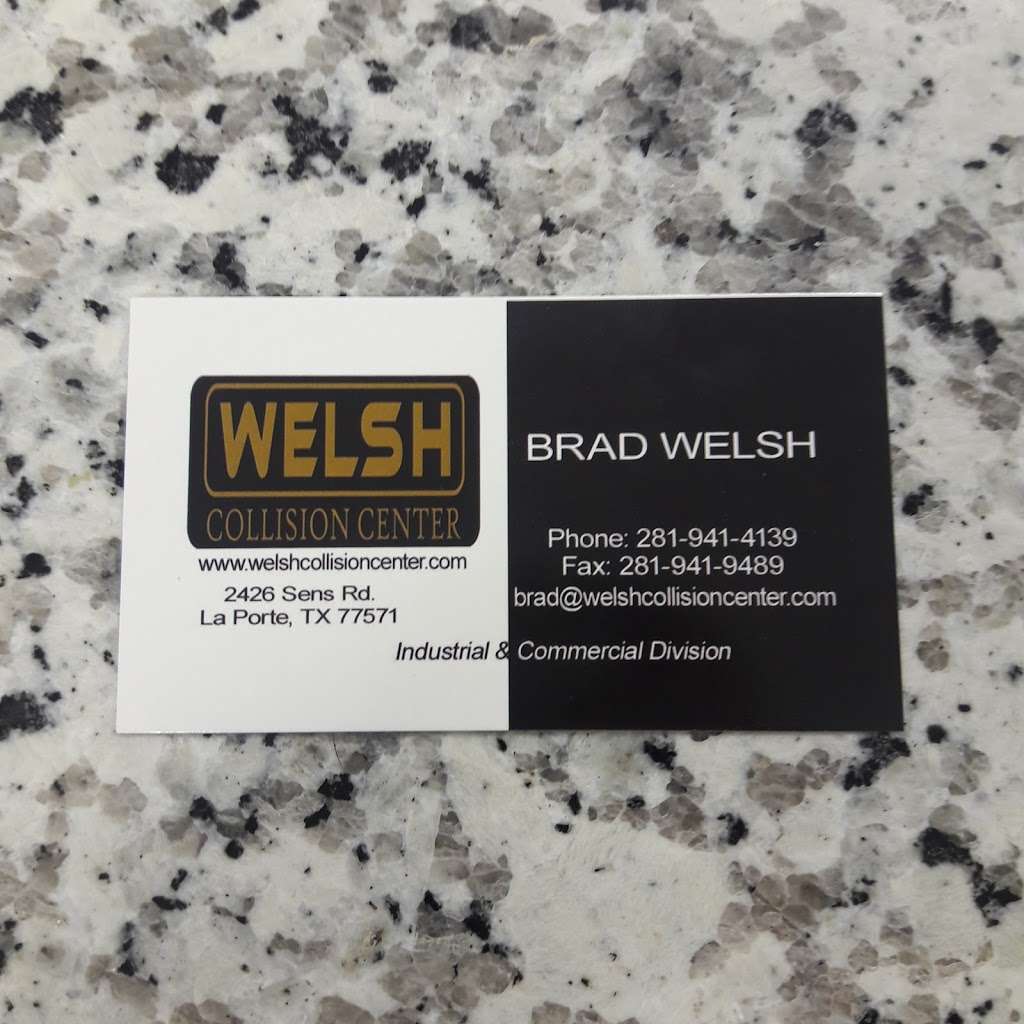 WELSH
COLLISION CENTER
www.welshcollisioncenter.com
2426 Sens Rd.
La Porte, TX 77571
BRAD WELSH
Phone: 281-941-4139
Fax: 281-941-9489
brad@welshcollisioncenter.com
Industrial & Commercial Division